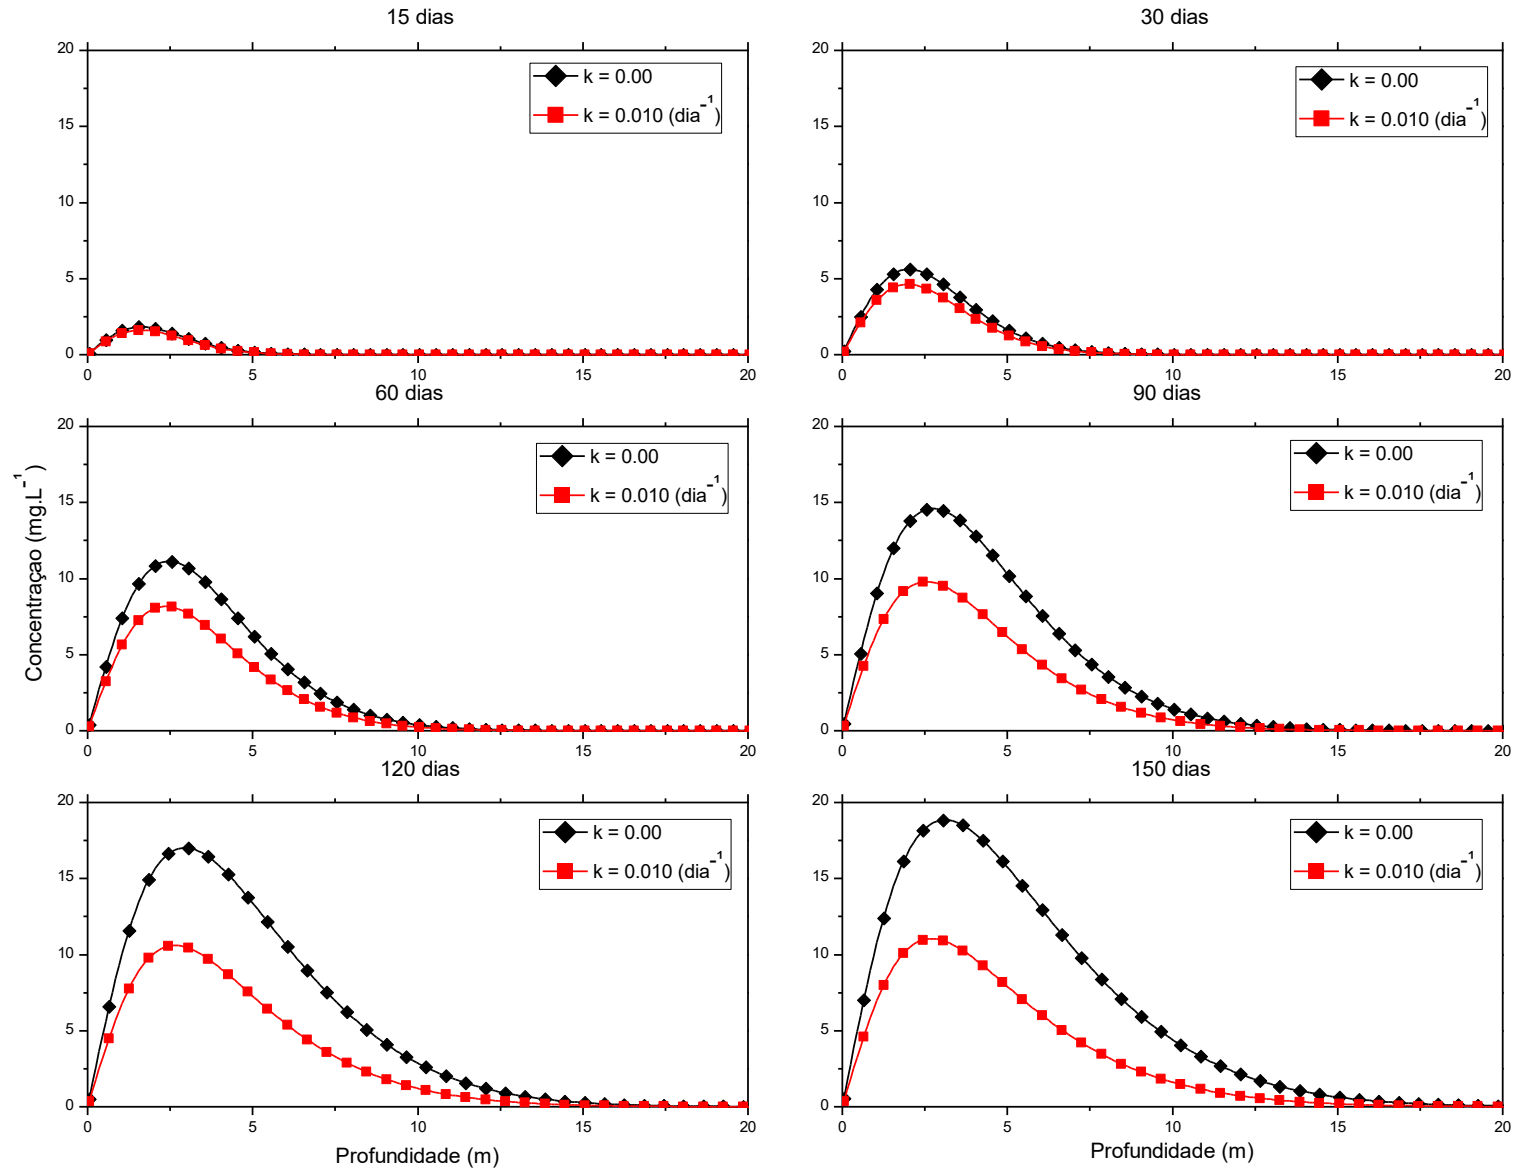 15 dias
20
15
10
5
0
0 5 10 15 20
k = 0.00
k = 0.010 (dia⁻¹)
30 dias
20
15
10
5
0
0 5 10 15 20
k = 0.00
k = 0.010 (dia⁻¹)
60 dias
20
15
10
5
0
0 5 10 15 20
k = 0.00
k = 0.010 (dia⁻¹)
90 dias
20
15
10
5
0
0 5 10 15 20
k = 0.00
k = 0.010 (dia⁻¹)
Concentraçao (mg.L⁻¹)
120 dias
20
15
10
5
0
0 5 10 15 20
k = 0.00
k = 0.010 (dia⁻¹)
Profundidade (m)
150 dias
20
15
10
5
0
0 5 10 15 20
k = 0.00
k = 0.010 (dia⁻¹)
Profundidade (m)